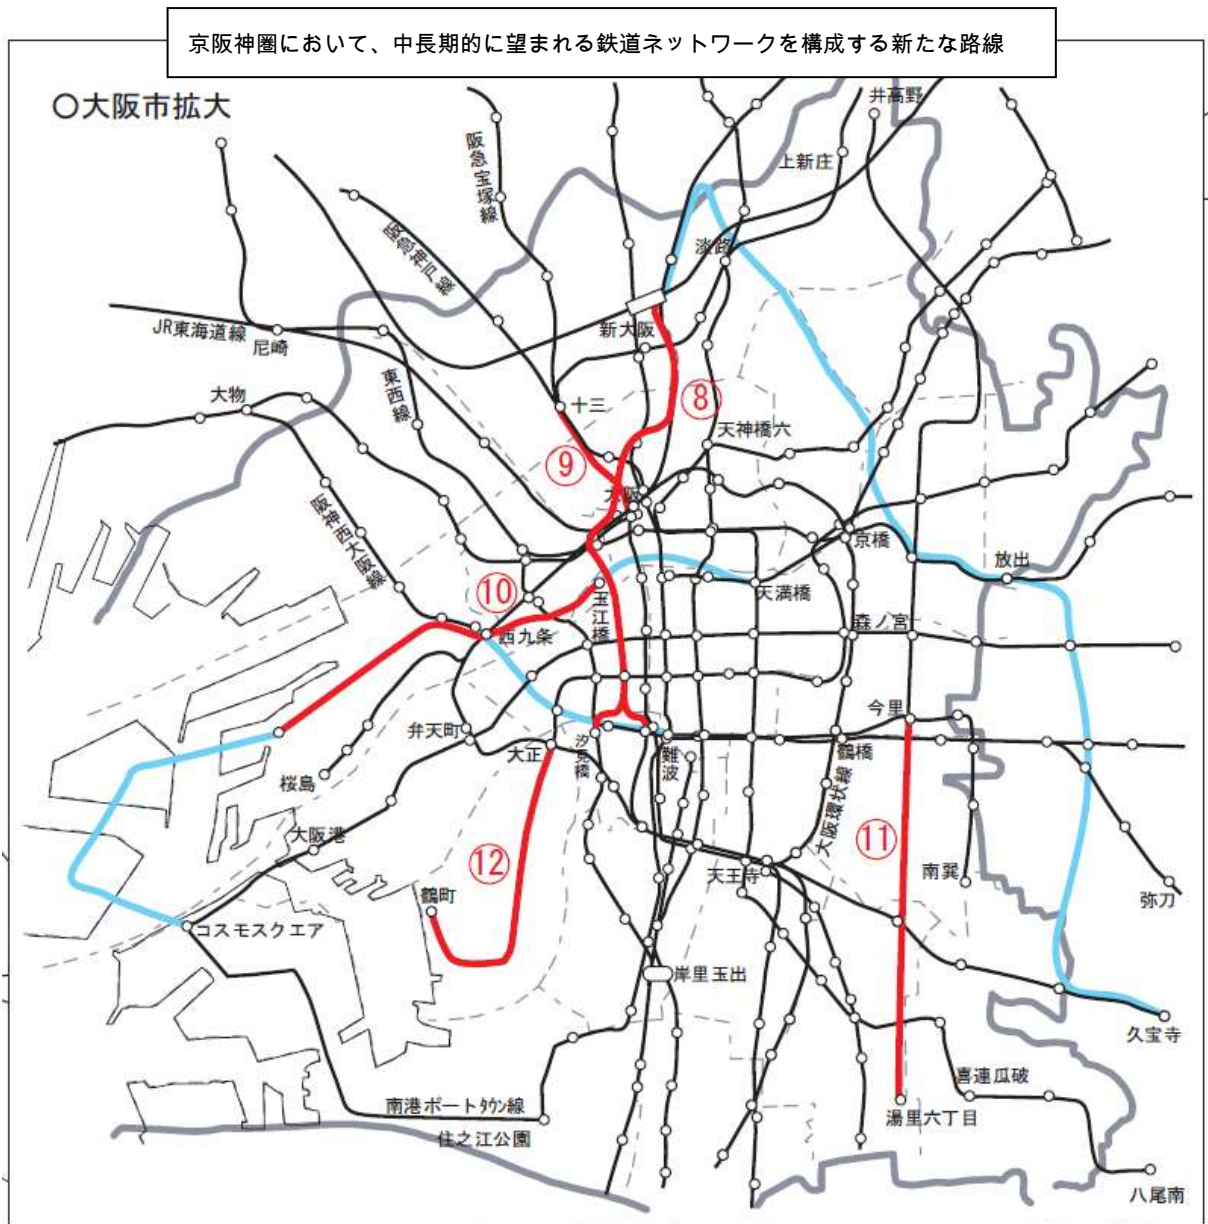 京阪神圏において、中長期的に望まれる鉄道ネットワークを構成する新たな路線
○大阪市拡大
井高野
阪急宝塚線
上新庄
阪急神戸線
淡路
新大阪
JR東海道線
尼崎
東西線
大物
十三
⑧
天神橋六
⑨
大阪
阪神西大阪線
京橋
放出
⑩
玉江橋
天満橋
西九条
森ノ宮
今里
弁天町
大正
汐見橋
難波
鶴橋
桜島
大阪環状線
大阪港
⑪
⑫
天王寺
南巽
鶴町
弥刀
コスモスクエア
岸里玉出
久宝寺
喜連瓜破
南港ポートタウン線
湯里六丁目
住之江公園
八尾南